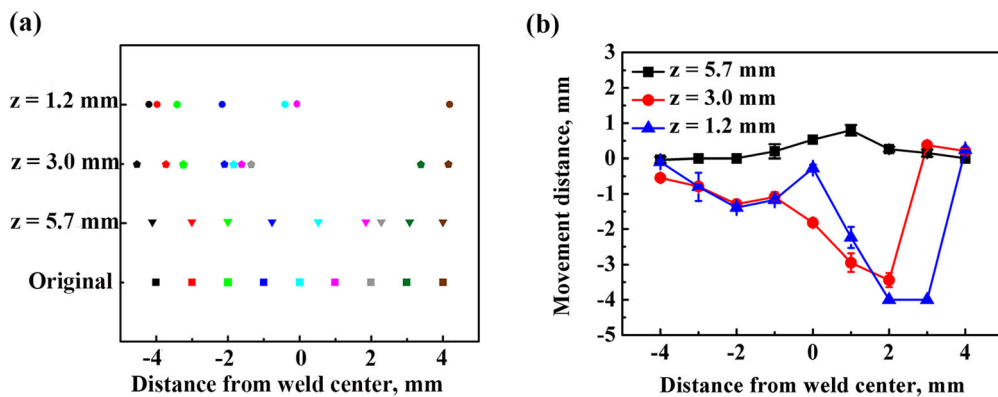 (a)
z = 1.2 mm
z = 3.0 mm
z = 5.7 mm
Original
-4 -2 0 2 4
Distance from weld center, mm
(b)
Movement distance, mm
4
3
2
1
0
-1
-2
-3
-4
-5
z = 5.7 mm
z = 3.0 mm
z = 1.2 mm
-4 -2 0 2 4
Distance from weld center, mm